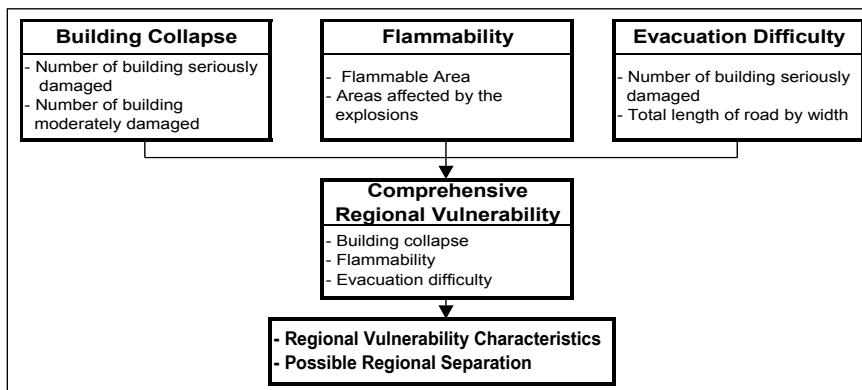 Building Collapse
- Number of building seriously
damaged
- Number of building
moderately damaged
Flammability
- Flammable Area
- Areas affected by the
explosions
Evacuation Difficulty
- Number of building seriously
damaged
- Total length of road by width
Comprehensive
Regional Vulnerability
- Building collapse
- Flammability
- Evacuation difficulty
- Regional Vulnerability Characteristics
- Possible Regional Separation